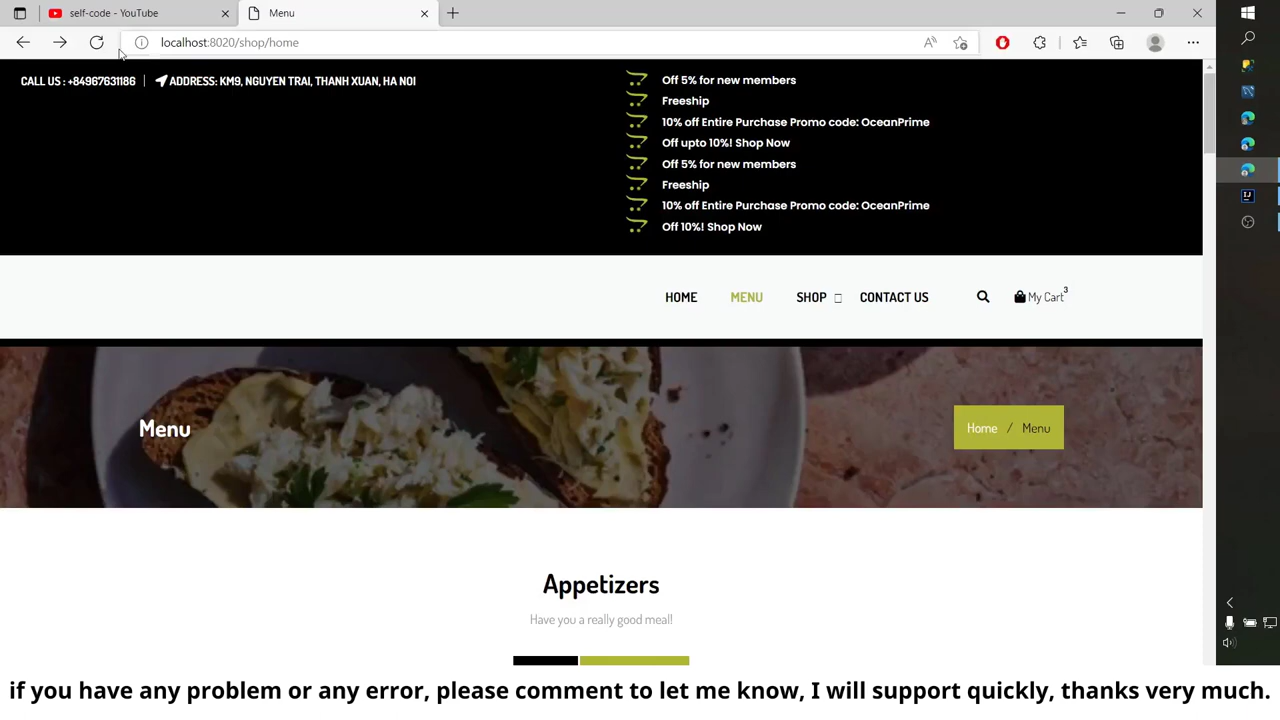 self-code - YouTube
Menu
localhost:8020/shop/home
CALL US : +84967631186
ADDRESS: KM9, NGUYEN TRAI, THANH XUAN, HA NOI
Off 5% for new members
Freeship
10% off Entire Purchase Promo code: OceanPrime
Off upto 10%! Shop Now
Off 5% for new members
Freeship
10% off Entire Purchase Promo code: OceanPrime
Off 10%! Shop Now
HOME MENU SHOP CONTACT US My Cart 3
Menu
Home / Menu
Appetizers
Have you a really good meal!
if you have any problem or any error, please comment to let me know, I will support quickly, thanks very much.